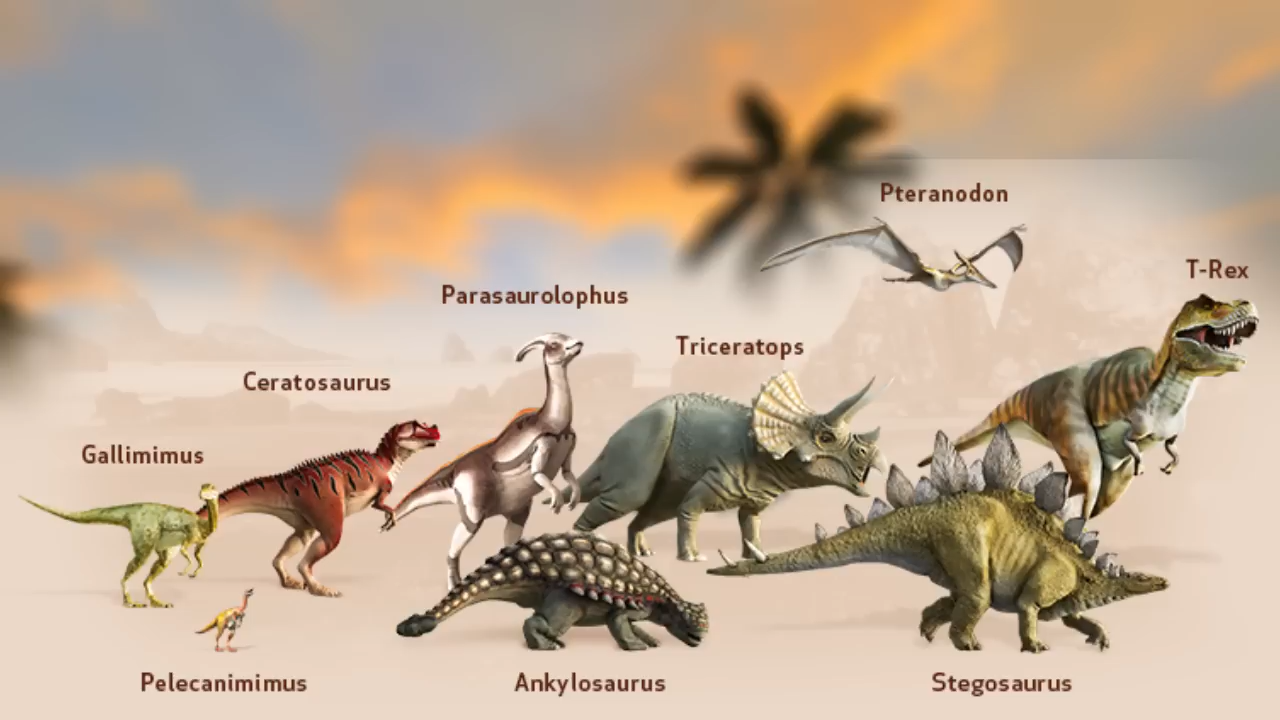 Pteranodon
T-Rex
Parasaurolophus
Triceratops
Ceratosaurus
Gallimimus
Pelecanimimus
Ankylosaurus
Stegosaurus